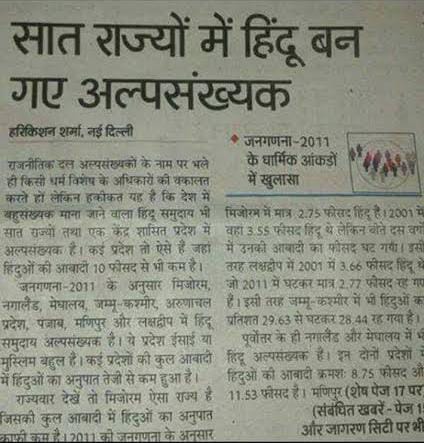 सात राज्यों में हिंदू बन
गए अल्पसंख्यक
हरिकिशन शर्मा, नई दिल्ली
राजनीतिक दल अल्पसंख्यकों के नाम पर भले
ही किसी धर्म विशेष के अधिकारों की वकालत
करते हों लेकिन हकीकत यह है कि देश में
बहुसंख्यक माना जाने वाला हिंदू समुदाय भी
सात राज्यों तथा एक केंद्र शासित प्रदेश में
अल्पसंख्यक है। कई प्रदेश तो ऐसे हैं जहां
हिंदुओं की आबादी 10 फीसद से भी कम है।
जनगणना-2011 के अनुसार मिजोरम,
नगालैंड, मेघालय, जम्मू-कश्मीर, अरुणाचल
प्रदेश, पंजाब, मणिपुर और लक्षद्वीप में हिंदू
समुदाय अल्पसंख्यक है। ये प्रदेश ईसाई या
मुस्लिम बहुल है। कई प्रदेशों की कुल आबादी
में हिंदुओं का अनुपात तेजी से कम हुआ है।
राज्यवार देखें तो मिजोरम ऐसा राज्य है
जिसकी कुल आबादी में हिंदुओं का अनुपात
काफी कम है। 2011 की जनगणना के अनुसार
जनगणना-2011
के धार्मिक आंकड़ों
में खुलासा
मिजोरम में मात्र 2.75 फीसद हिंदू है। 2001 में
वहां 3.55 फीसद हिंदू थे लेकिन बीते दस वर्षों
में उनकी आबादी का फीसद घट गया। इसी
तरह लक्षद्वीप में 2001 में 3.66 फीसद हिंदू थे
जो 2011 में घटकर मात्र 2.77 फीसद रह गए
हैं। इसी तरह जम्मू-कश्मीर में भी हिंदुओं का
प्रतिशत 29.63 से घटकर 28.44 रह गया है।
पूर्वोत्तर के ही नगालैंड और मेघालय में भी
हिंदू अल्पसंख्यक है। इन दोनों प्रदेशों में
हिंदुओं की आबादी क्रमशः 8.75 फीसद और
11.53 फीसद है। मणिपुर (शेष पेज 17 पर)
(संबंधित खबरें- पेज
और जागरण सिटी पर भी